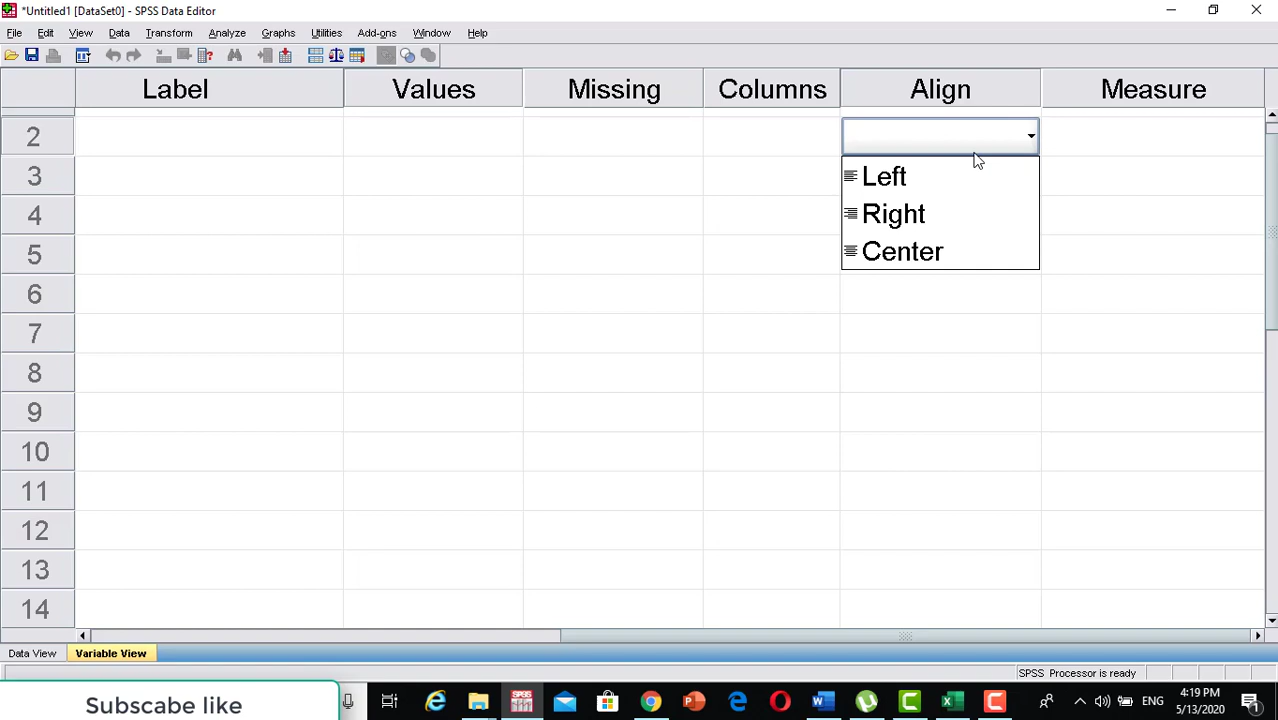 *Untitled1 [DataSet0] - SPSS Data Editor
File Edit View Data Transform Analyze Graphs Utilities Add-ons Window Help
Label Values Missing Columns Align Measure
2
3 Left
4 Right
5 Center
6
7
8
9
10
11
12
13
14
Data View Variable View
SPSS Processor is ready
Subscabe like
ENG
4:19 PM
5/13/2020
1